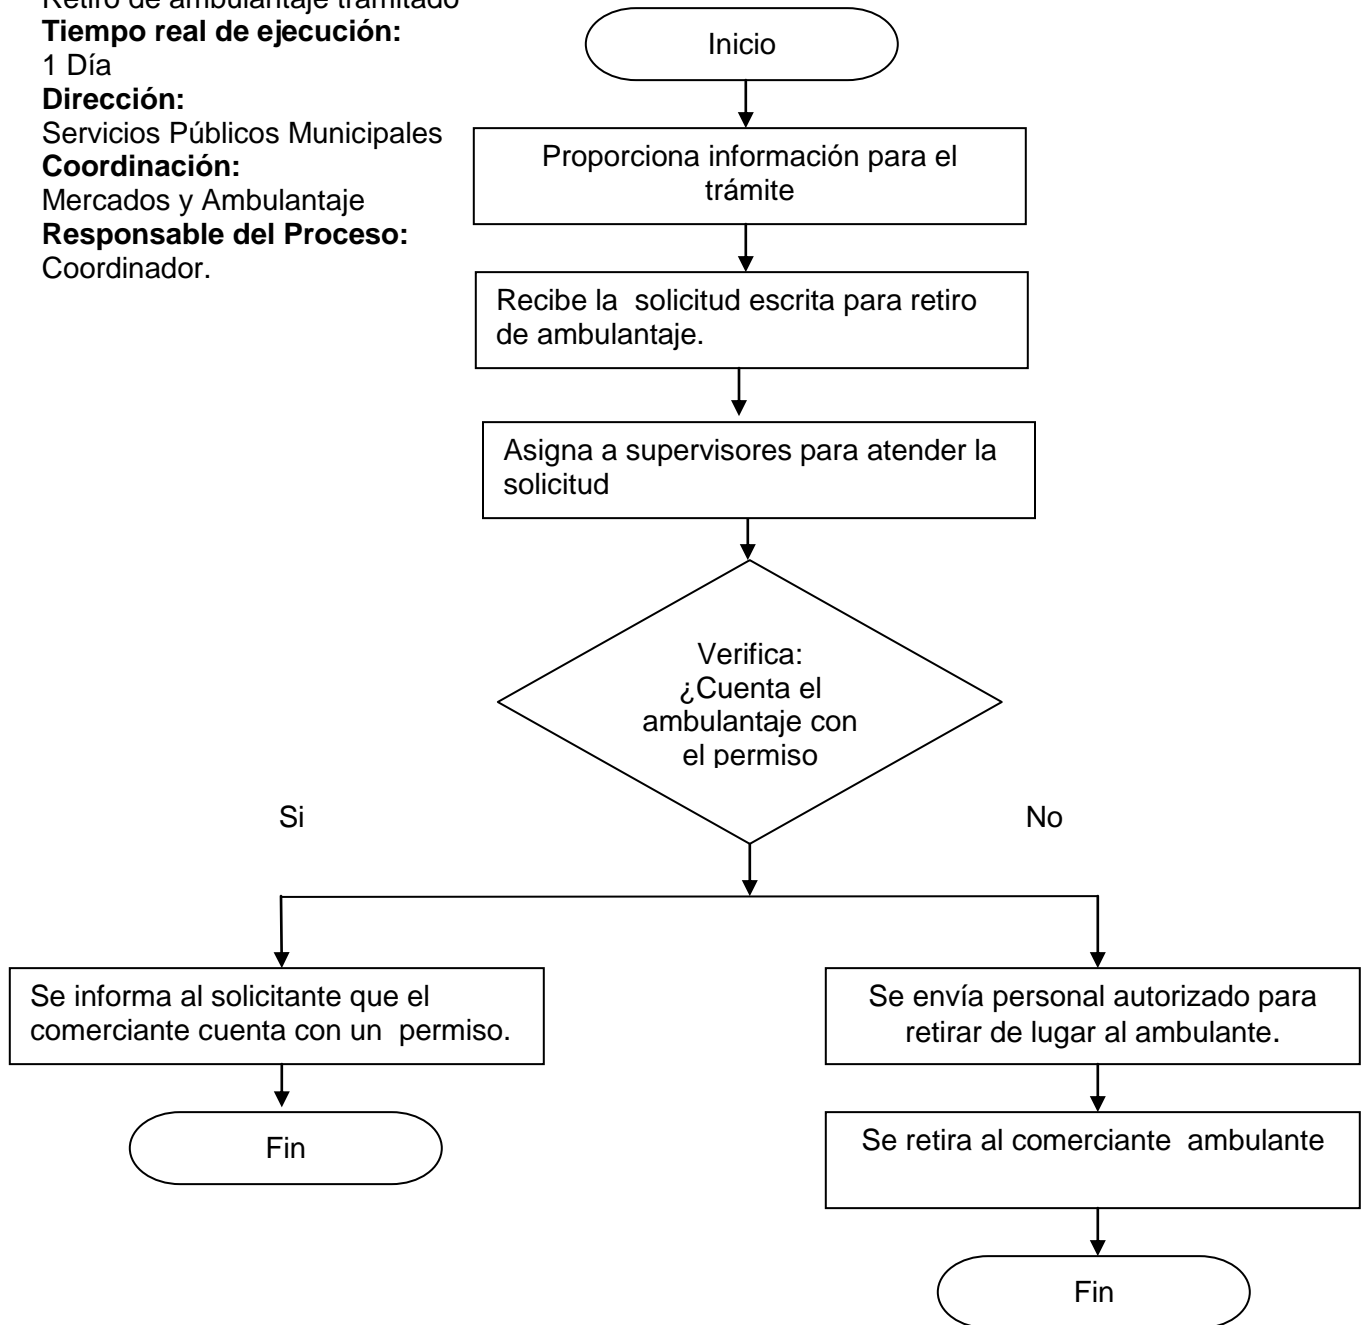 Retiro de ambulantaje tramitado
Tiempo real de ejecución:
1 Día
Dirección:
Servicios Públicos Municipales
Coordinación:
Mercados y Ambulantaje
Responsable del Proceso:
Coordinador.
Inicio
Proporciona información para el
trámite
Recibe la  solicitud escrita para retiro
de ambulantaje.
Asigna a supervisores para atender la
solicitud
Verifica:
¿Cuenta el
ambulantaje con
el permiso
Si
No
Se informa al solicitante que el
comerciante cuenta con un  permiso.
Fin
Se envía personal autorizado para
retirar de lugar al ambulante.
Se retira al comerciante  ambulante
Fin